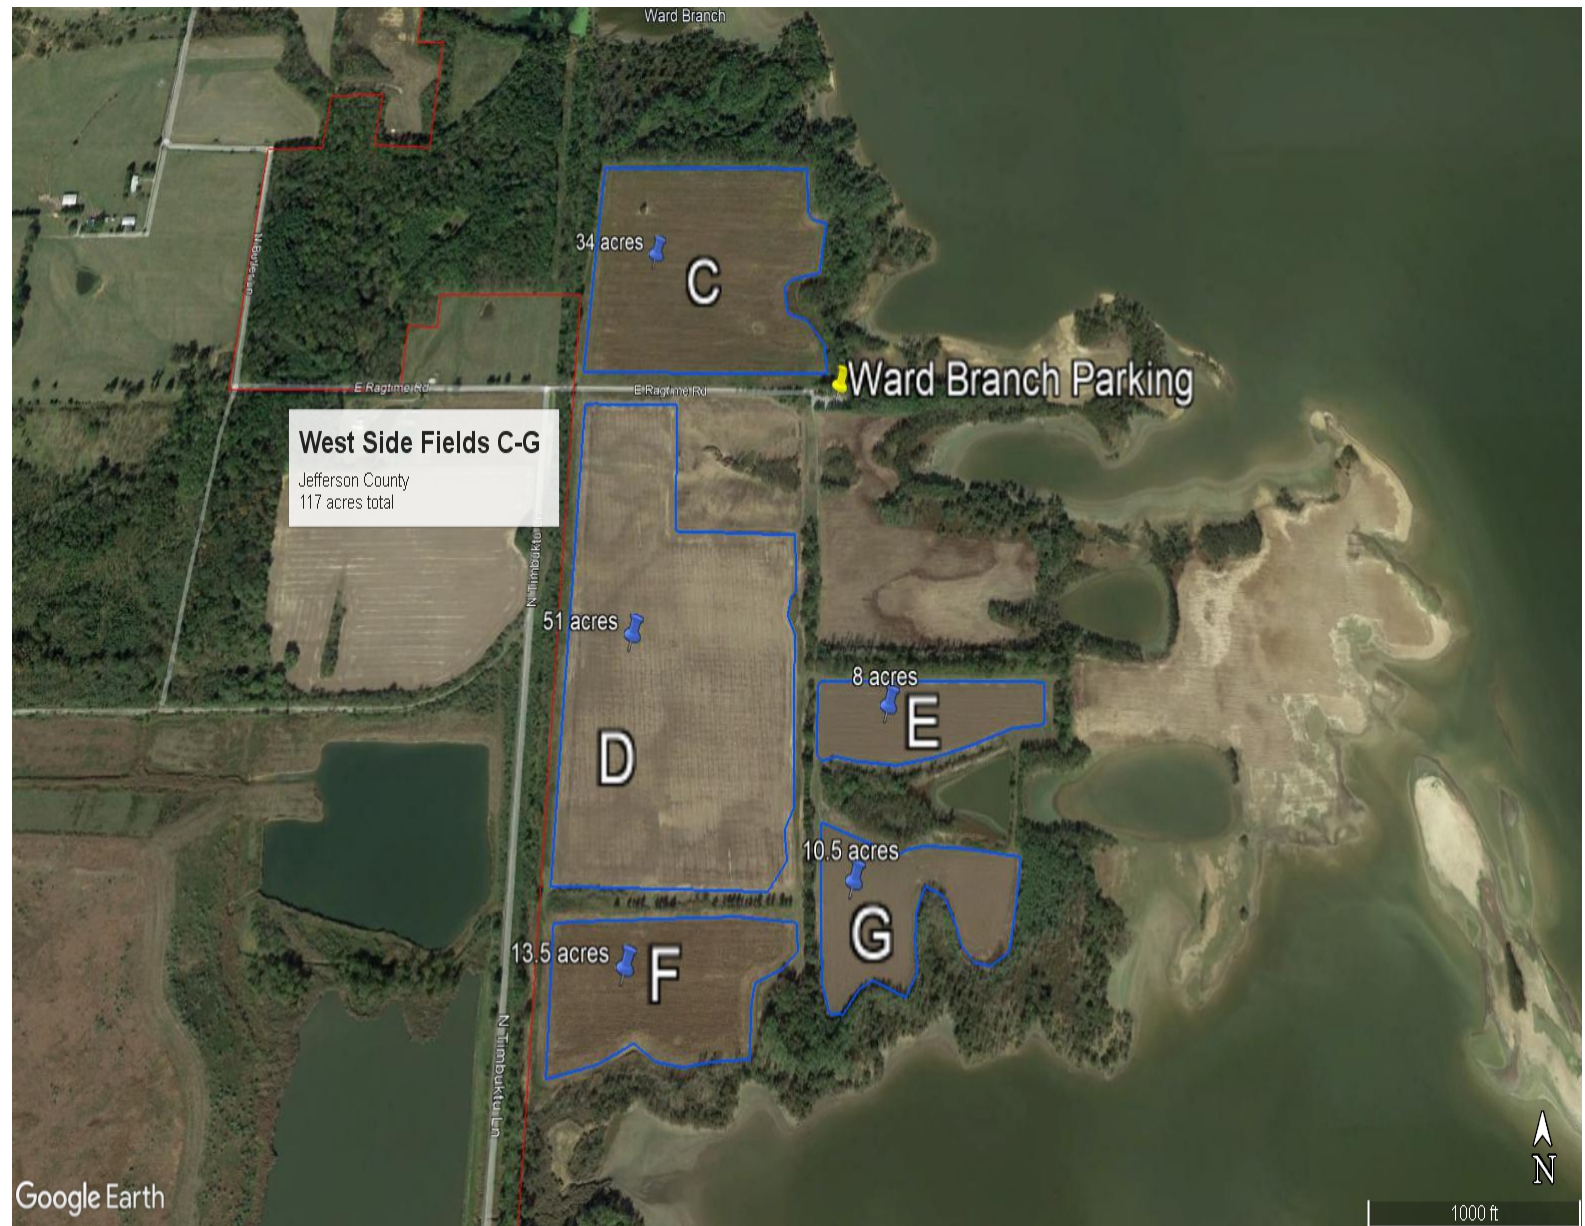 Ward Branch
34 acres
C
N Butler Ln
E Ragtime Rd
E Ragtime Rd
Ward Branch Parking
West Side Fields C-G
Jefferson County
117 acres total
N Timbuktu
51 acres
8 acres
E
D
10.5 acres
G
13.5 acres
F
N Timbuktu Ln
N
Google Earth
1000 ft